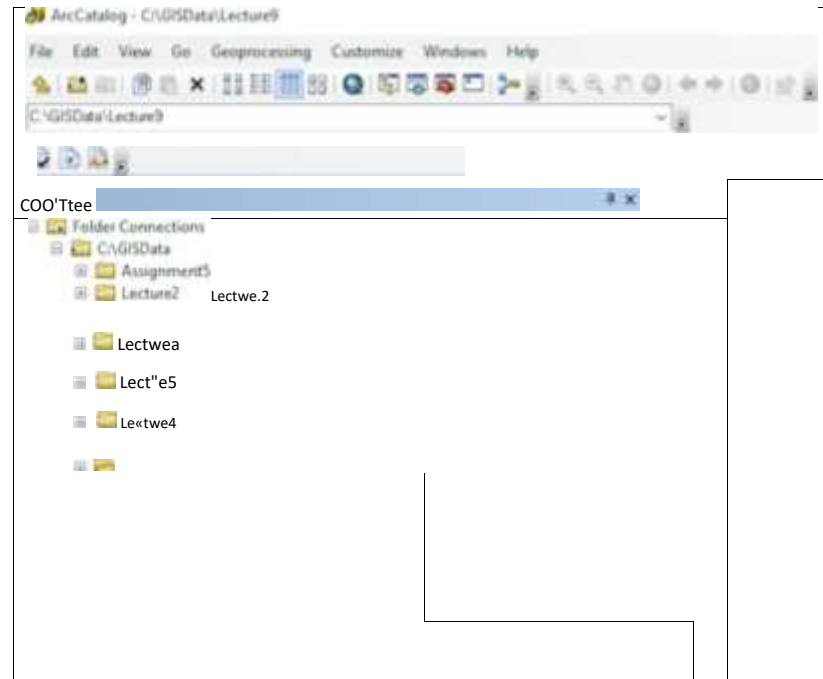 ArcCatalog - C:\GISData\Lecture9
File Edit View Go Geoprocessing Customize Windows Help
C:\GISData\Lecture9
COO'Ttee
Folder Connections
C:\GISData
Assignment5
Lecture2 Lectwe.2
Lectwea
Lect"e5
Le«twe4